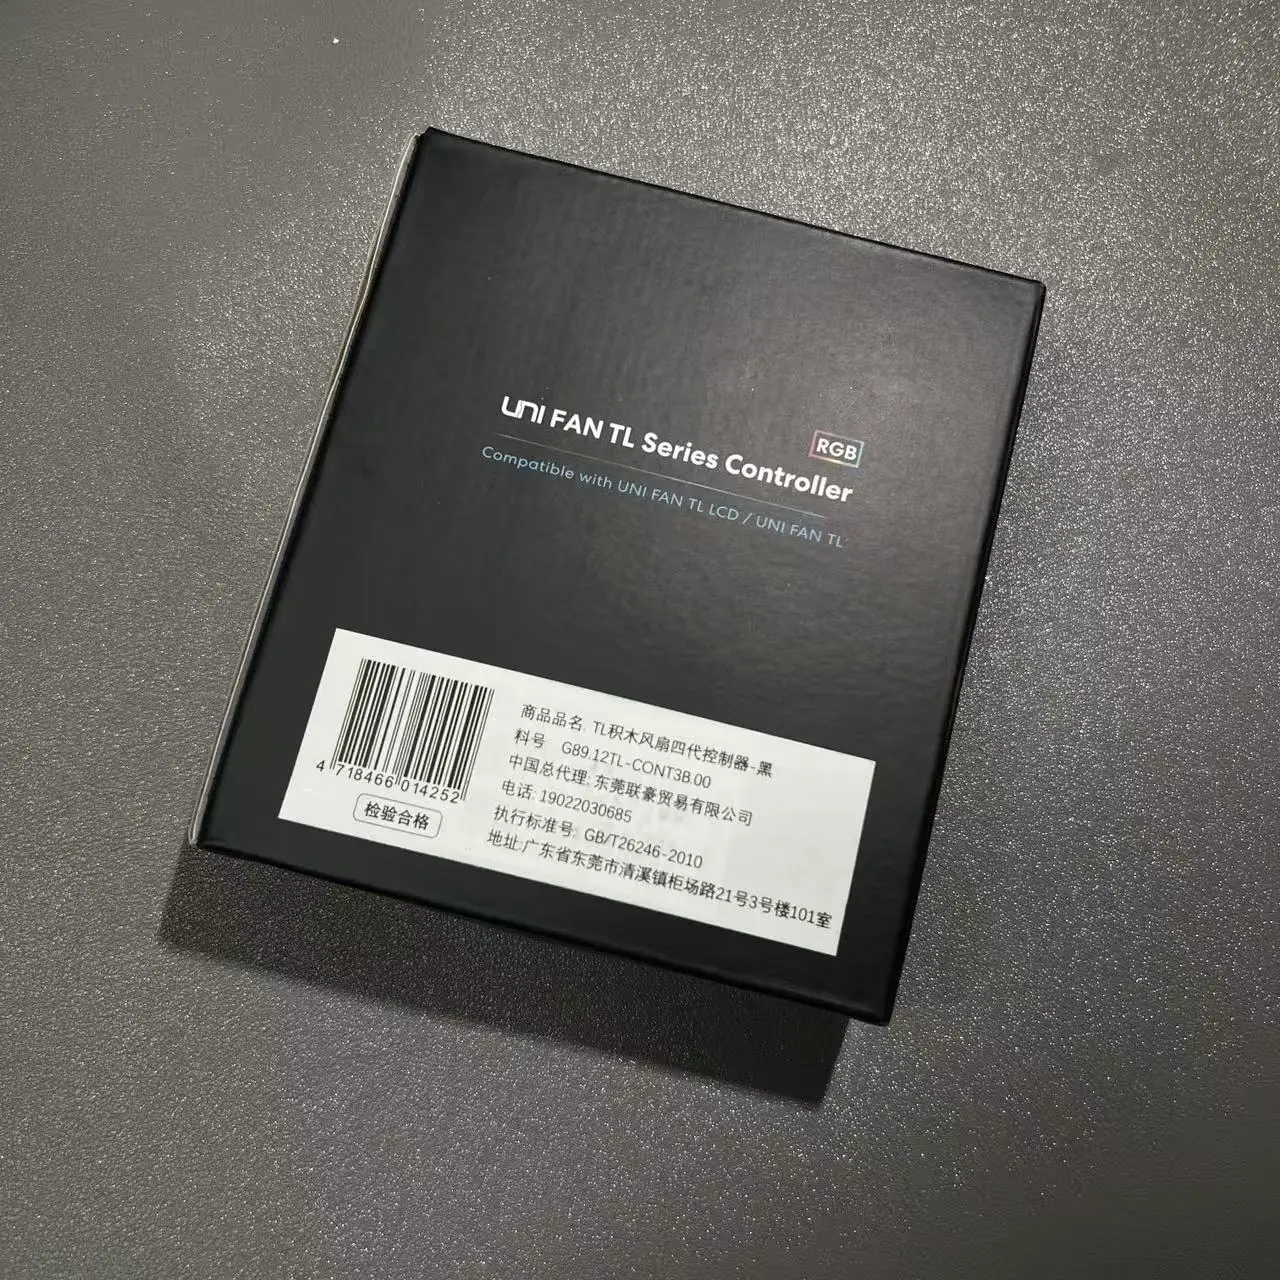 UNI FAN TL Series Controller RGB
Compatible with UNI FAN TL LCD / UNI FAN TL
4 718466 014252
检验合格
商品品名: TL积木风扇四代控制器-黑
料号 G89.12TL-CONT3B.00
中国总代理: 东莞联豪贸易有限公司
电话: 19022030685
执行标准号: GB/T26246-2010
地址:广东省东莞市清溪镇柜场路21号3号楼101室